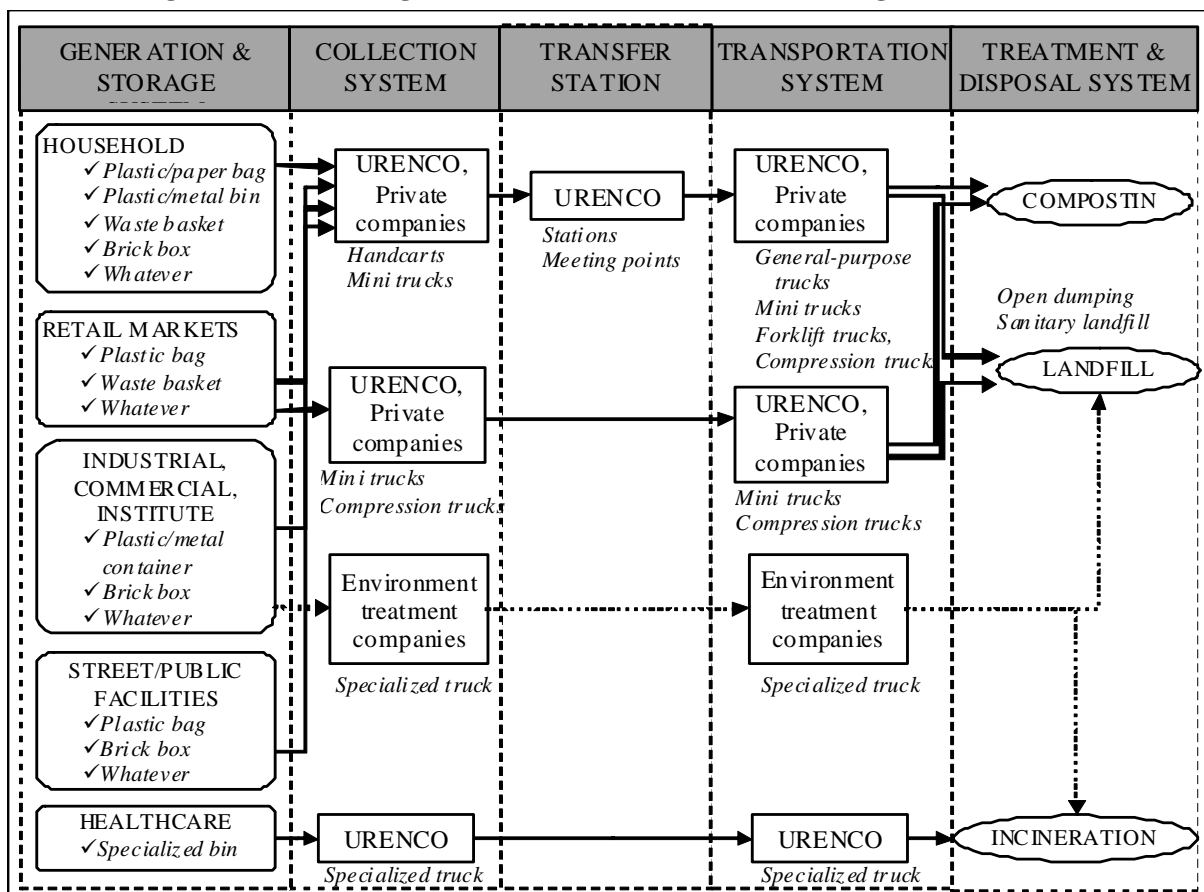 GENERATION &
STORAGE
COLLECTION
SYSTEM
TRANSFER
STATION
TRANSPORTATION
SYSTEM
TREATMENT &
DISPOSAL SYSTEM
HOUSEHOLD
✓Plastic/paper bag
✓Plastic/metal bin
✓Waste basket
✓Brick box
✓Whatever
RETAIL MARKETS
✓Plastic bag
✓Waste basket
✓Whatever
INDUSTRIAL,
COMMERCIAL,
INSTITUTE
✓Plastic/metal
container
✓Brick box
✓Whatever
STREET/PUBLIC
FACILITIES
✓Plastic bag
✓Brick box
✓Whatever
HEALTHCARE
✓Specialized bin
URENCO,
Private
companies
Handcarts
Mini trucks
URENCO,
Private
companies
Mini trucks
Compression trucks
Environment
treatment
companies
Specialized truck
URENCO
Specialized truck
URENCO
Stations
Meeting points
URENCO,
Private
companies
General-purpose
trucks
Mini trucks
Forklift trucks,
Compression truck
URENCO,
Private
companies
Mini trucks
Compression trucks
Environment
treatment
companies
Specialized truck
URENCO
Specialized truck
COMPOSTIN
Open dumping
Sanitary landfill
LANDFILL
INCINERATION